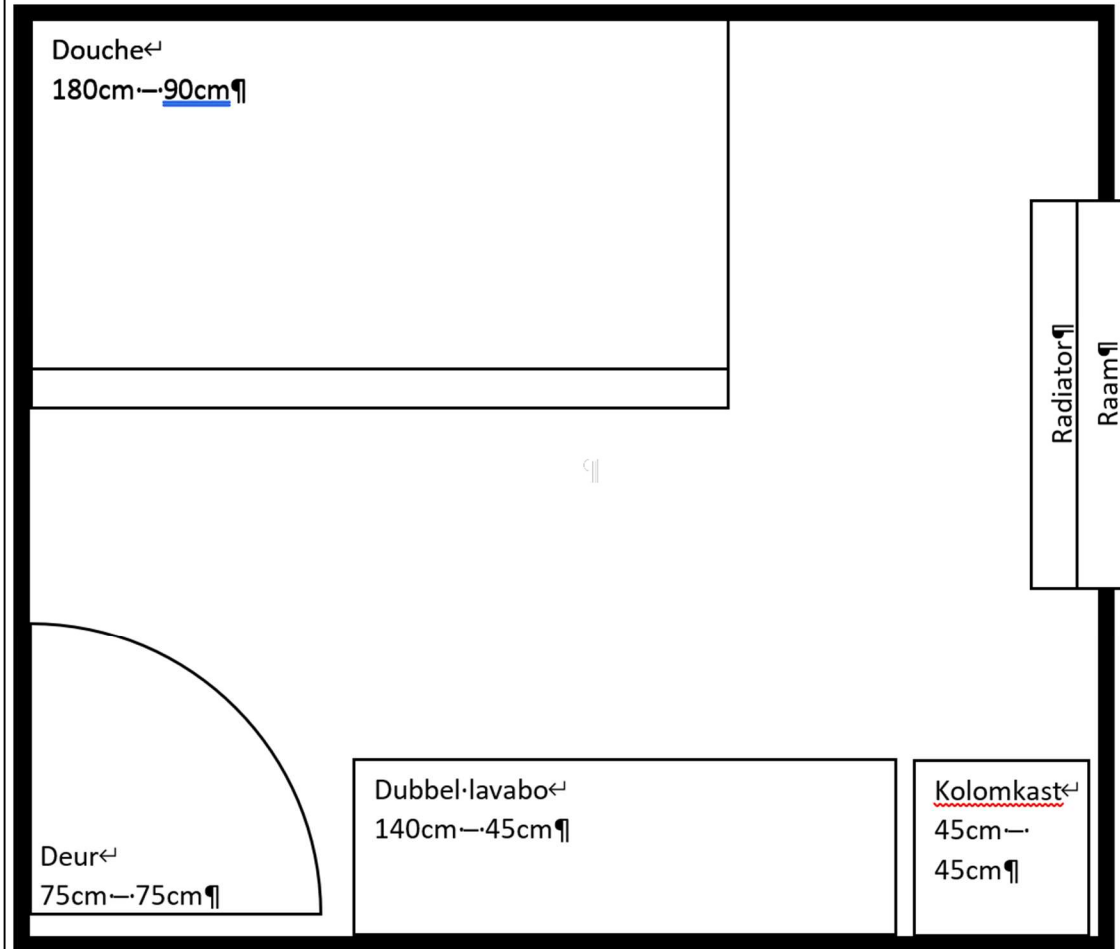 Douche↵
180cm·–·90cm¶
Radiator¶
Raam¶
¶
Deur↵
75cm·–·75cm¶
Dubbel·lavabo↵
140cm·–·45cm¶
Kolomkast↵
45cm·–·
45cm¶